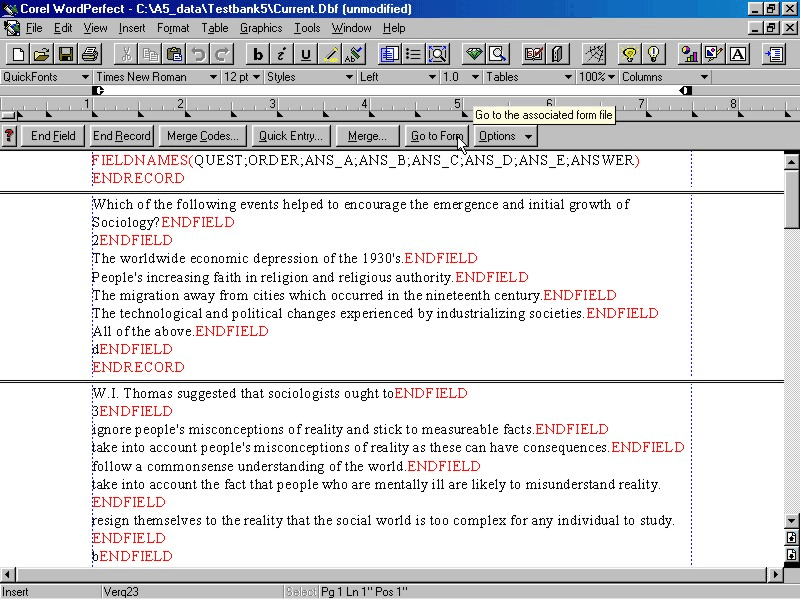 Corel WordPerfect - C:\A5_data\Testbank5\Current.Dbf (unmodified)
File Edit View Insert Format Table Graphics Tools Window Help
QuickFonts Times New Roman 12 pt Styles Left 1.0 Tables 100% Columns
1 2 3 4 5 6 7 8
Go to the associated form file
End Field End Record Merge Codes... Quick Entry... Merge... Go to Form Options
FIELDNAMES(QUEST;ORDER;ANS_A;ANS_B;ANS_C;ANS_D;ANS_E;ANSWER)
ENDRECORD
Which of the following events helped to encourage the emergence and initial growth of
Sociology?ENDFIELD
2ENDFIELD
The worldwide economic depression of the 1930's.ENDFIELD
People's increasing faith in religion and religious authority.ENDFIELD
The migration away from cities which occurred in the nineteenth century.ENDFIELD
The technological and political changes experienced by industrializing societies.ENDFIELD
All of the above.ENDFIELD
dENDFIELD
ENDRECORD
W.I. Thomas suggested that sociologists ought toENDFIELD
3ENDFIELD
ignore people's misconceptions of reality and stick to measureable facts.ENDFIELD
take into account people's misconceptions of reality as these can have consequences.ENDFIELD
follow a commonsense understanding of the world.ENDFIELD
take into account the fact that people who are mentally ill are likely to misunderstand reality.
ENDFIELD
resign themselves to the reality that the social world is too complex for any individual to study.
ENDFIELD
bENDFIELD
Insert Verq23 Select Pg 1 Ln 1" Pos 1"